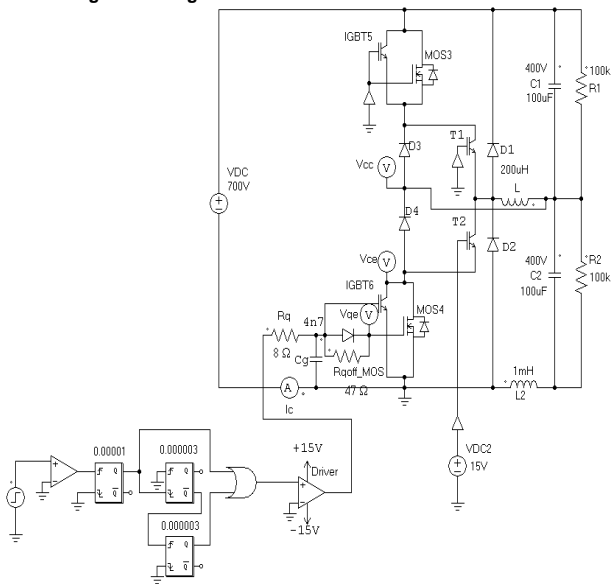 IGBT5
MOS3
400V
C1
100uF
100k
R1
T1
D1
D3
Vcc
V
200uH
L
VDC
700V
D4
T2
D2
400V
C2
100uF
R2
100k
Vce
V
IGBT6
MOS4
Rq
4n7
Vqe
V
8 Ω
Cg
Rqoff_MOS
47 Ω
A
Ic
1mH
L2
VDC2
15V
0.00001
0.000003
+15V
Driver
-15V
0.000003
Q
Q
Q
Q
Q
Q